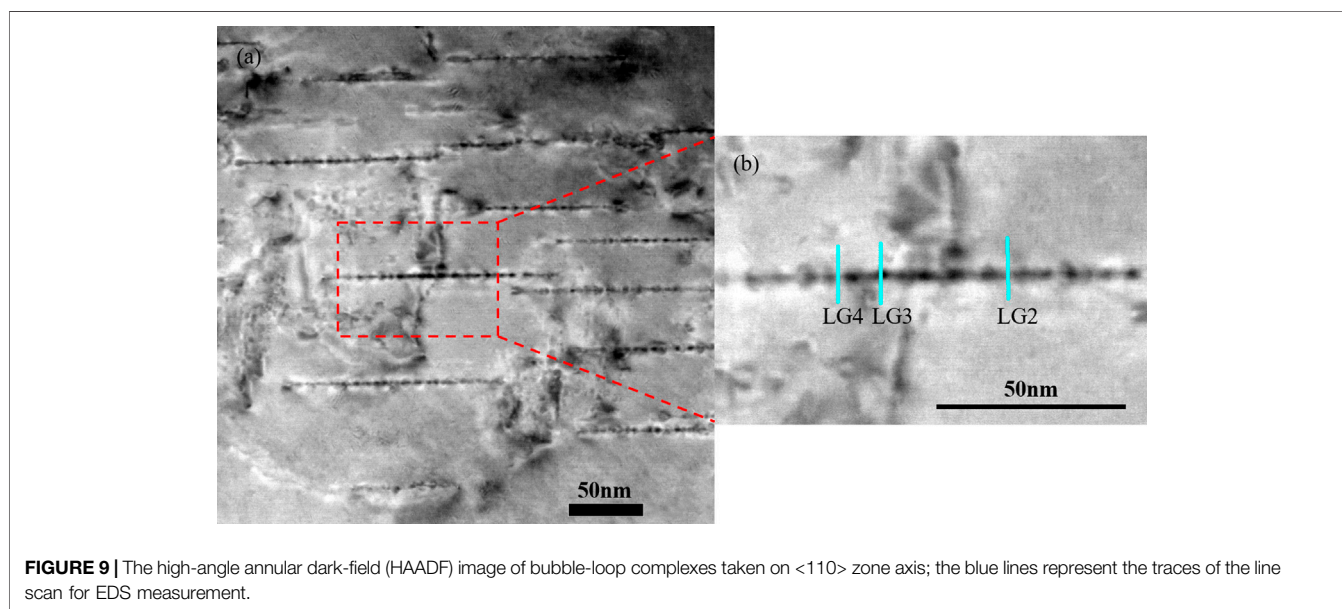 (a)
50nm
(b)
LG4 LG3 LG2
50nm
FIGURE 9 | The high-angle annular dark-field (HAADF) image of bubble-loop complexes taken on <110> zone axis; the blue lines represent the traces of the line
scan for EDS measurement.